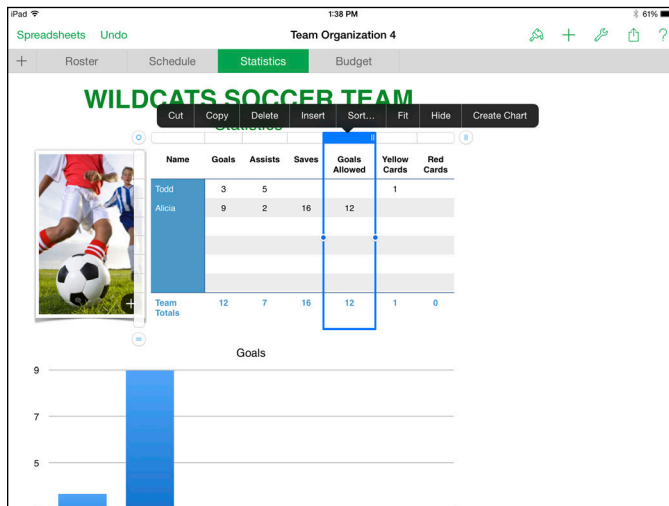 iPad 1:38 PM 61%
Spreadsheets Undo Team Organization 4 + ?
+ Roster Schedule Statistics Budget
WILDCATS SOCCER TEAM
Cut Copy Delete Insert Sort... Fit Hide Create Chart
Statistics
Name Goals Assists Saves Goals Allowed Yellow Cards Red Cards
Todd 3 5 1
Alicia 9 2 16 12
Team Totals 12 7 16 12 1 0
Goals
9
7
5